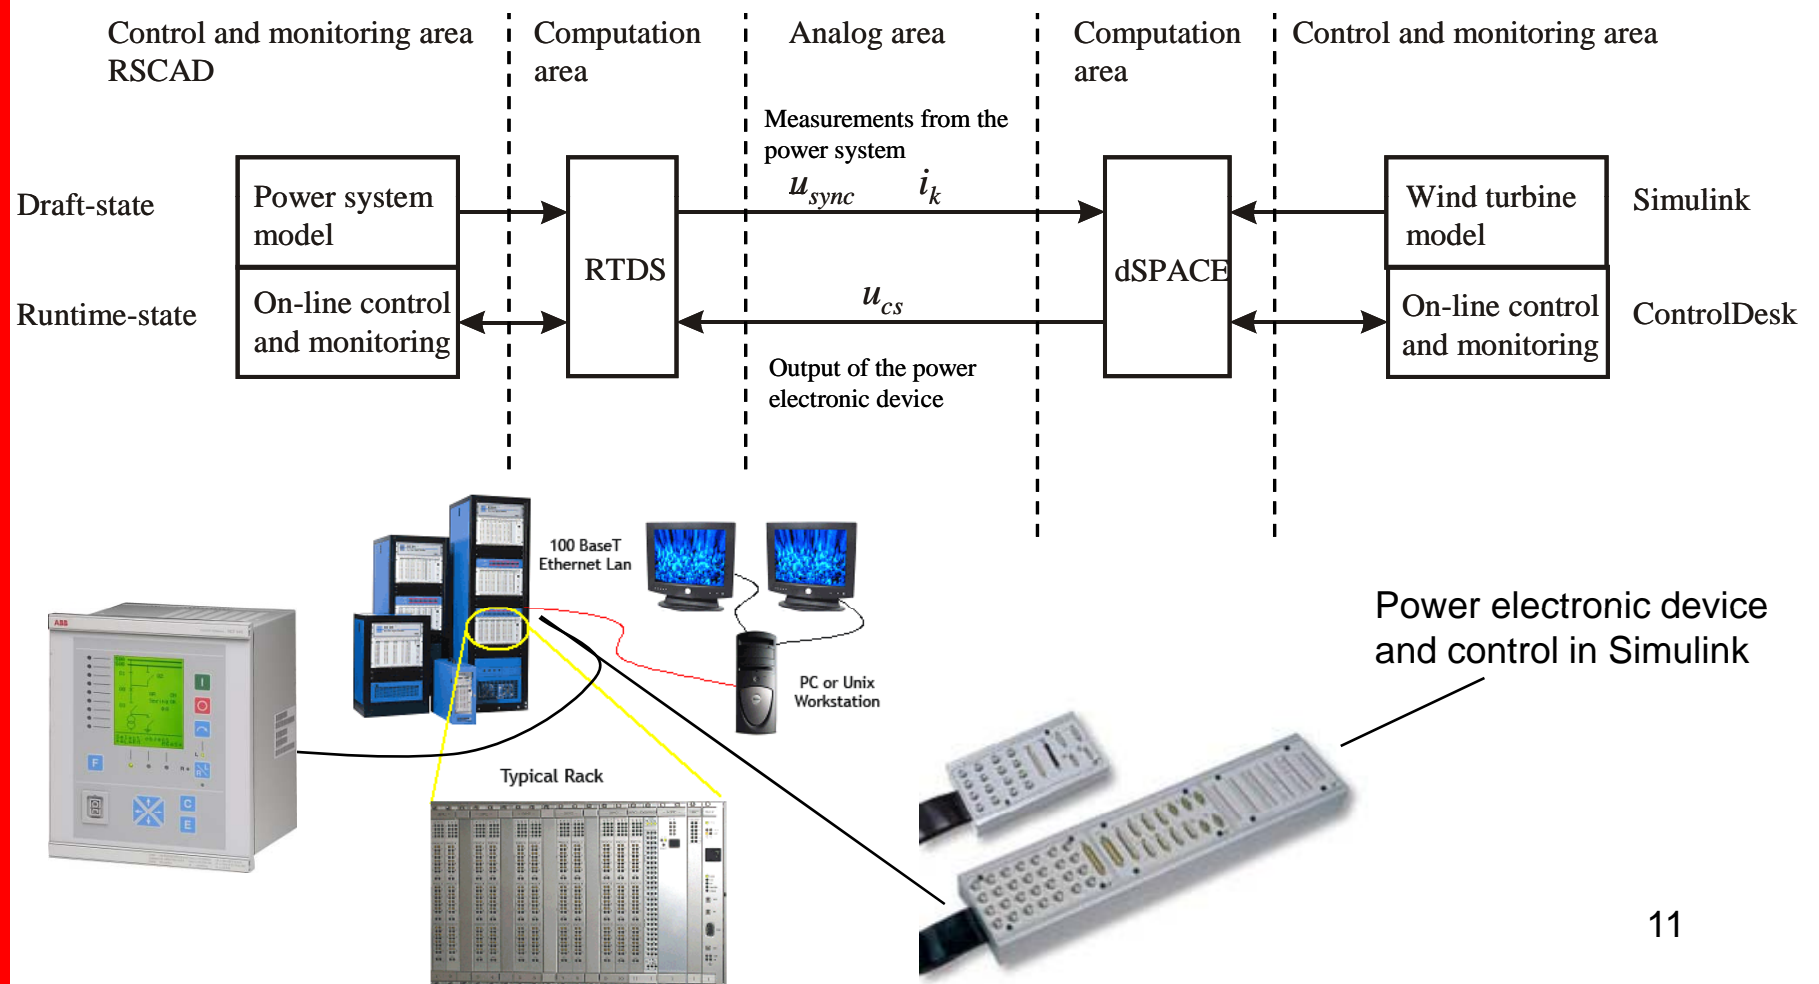 Control and monitoring area
RSCAD
Computation
area
Analog area
Computation
area
Control and monitoring area
Measurements from the
power system
u_sync i_k
Draft-state
Power system
model
Wind turbine
model
Simulink
RTDS
dSPACE
u_cs
Runtime-state
On-line control
and monitoring
On-line control
and monitoring
ControlDesk
Output of the power
electronic device
100 BaseT
Ethernet Lan
PC or Unix
Workstation
Typical Rack
ABB
F
C
E
Power electronic device
and control in Simulink
11